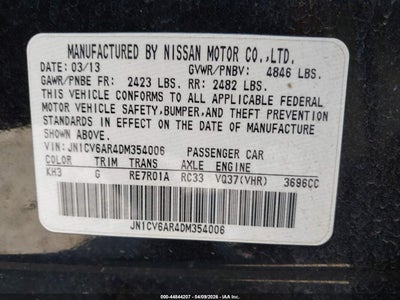 MANUFACTURED BY NISSAN MOTOR CO.,LTD.
DATE: 03/13 GVWR/PNBV: 4846 LBS.
GAWR/PNBE FR: 2423 LBS. RR: 2482 LBS.
THIS VEHICLE CONFORMS TO ALL APPLICABLE FEDERAL
MOTOR VEHICLE SAFETY, BUMPER, AND THEFT PREVENTION
STANDARDS IN EFFECT ON THE DATE OF MANUFACTURE
SHOWN ABOVE.
VIN: JN1CV6AR4DM354006 PASSENGER CAR
COLOR TRIM TRANS AXLE ENGINE
KH3 G RE7R01A RC33 VQ37(VHR) 3696CC
JN1CV6AR4DM354006
000-44844207 - 04/09/2026 - IAA, Inc.